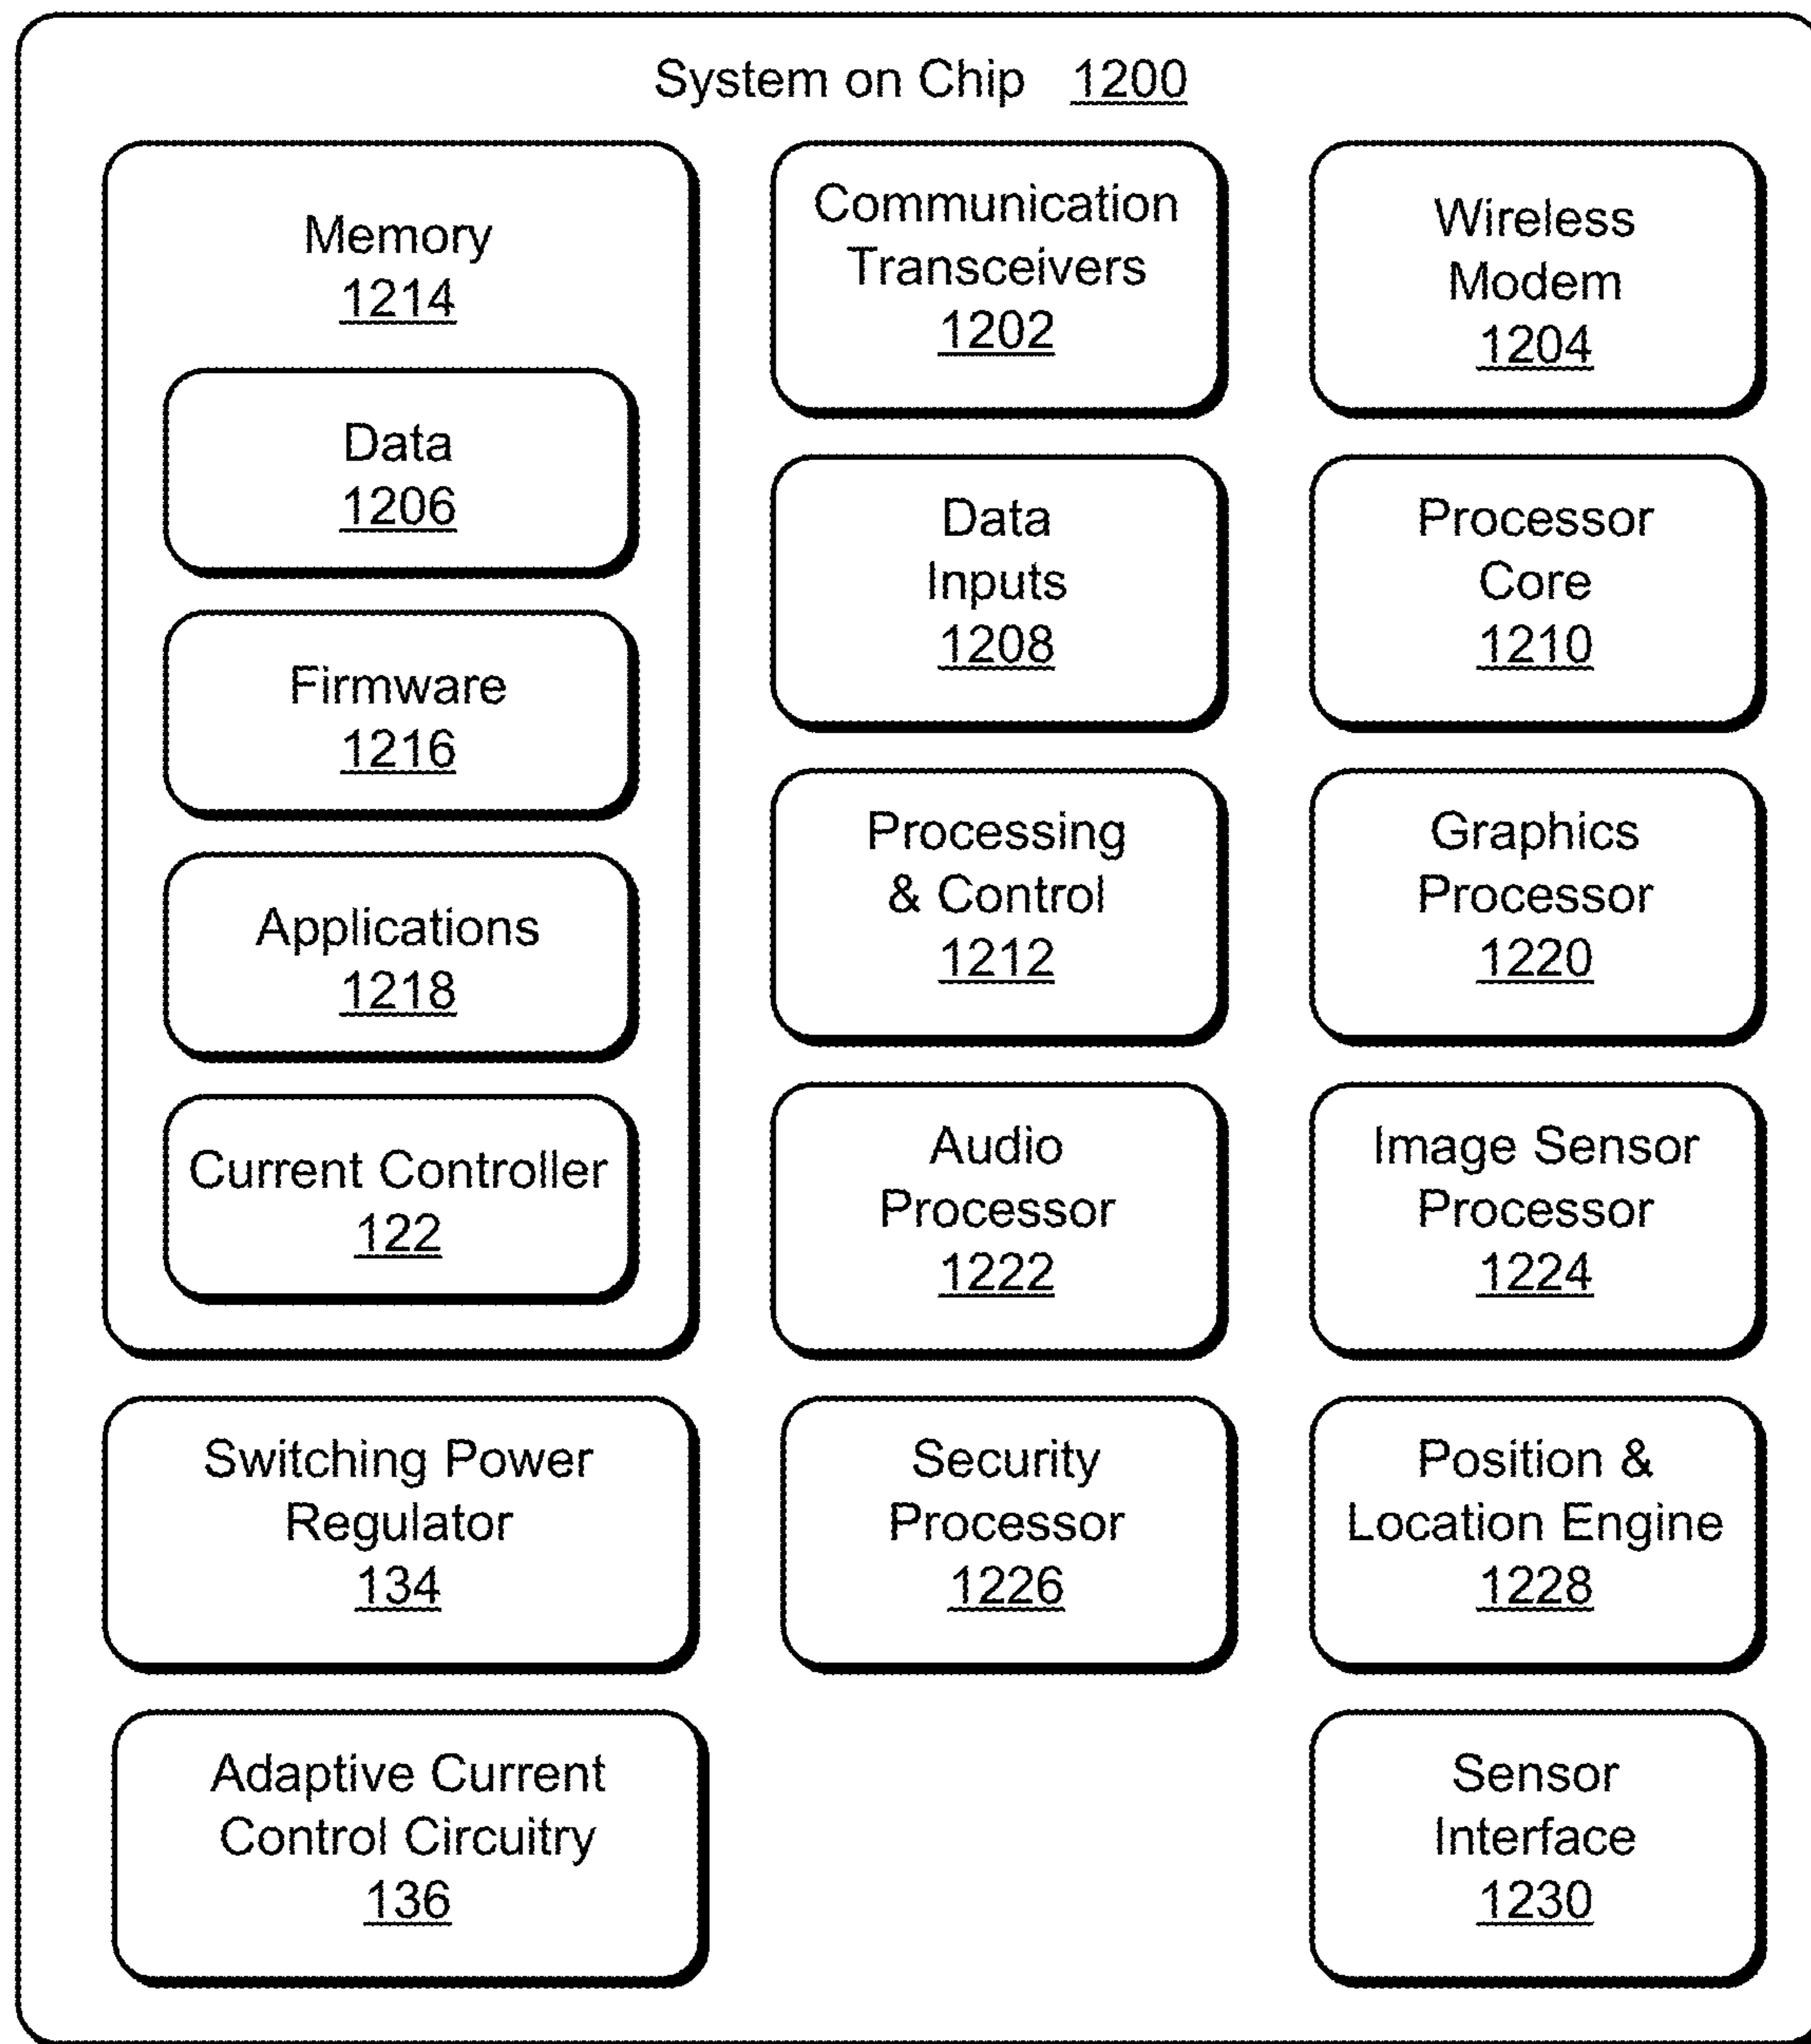 System on Chip 1200
Memory
1214
Data
1206
Firmware
1216
Applications
1218
Current Controller
122
Switching Power
Regulator
134
Adaptive Current
Control Circuitry
136
Communication
Transceivers
1202
Data
Inputs
1208
Processing
& Control
1212
Audio
Processor
1222
Security
Processor
1226
Wireless
Modem
1204
Processor
Core
1210
Graphics
Processor
1220
Image Sensor
Processor
1224
Position &
Location Engine
1228
Sensor
Interface
1230